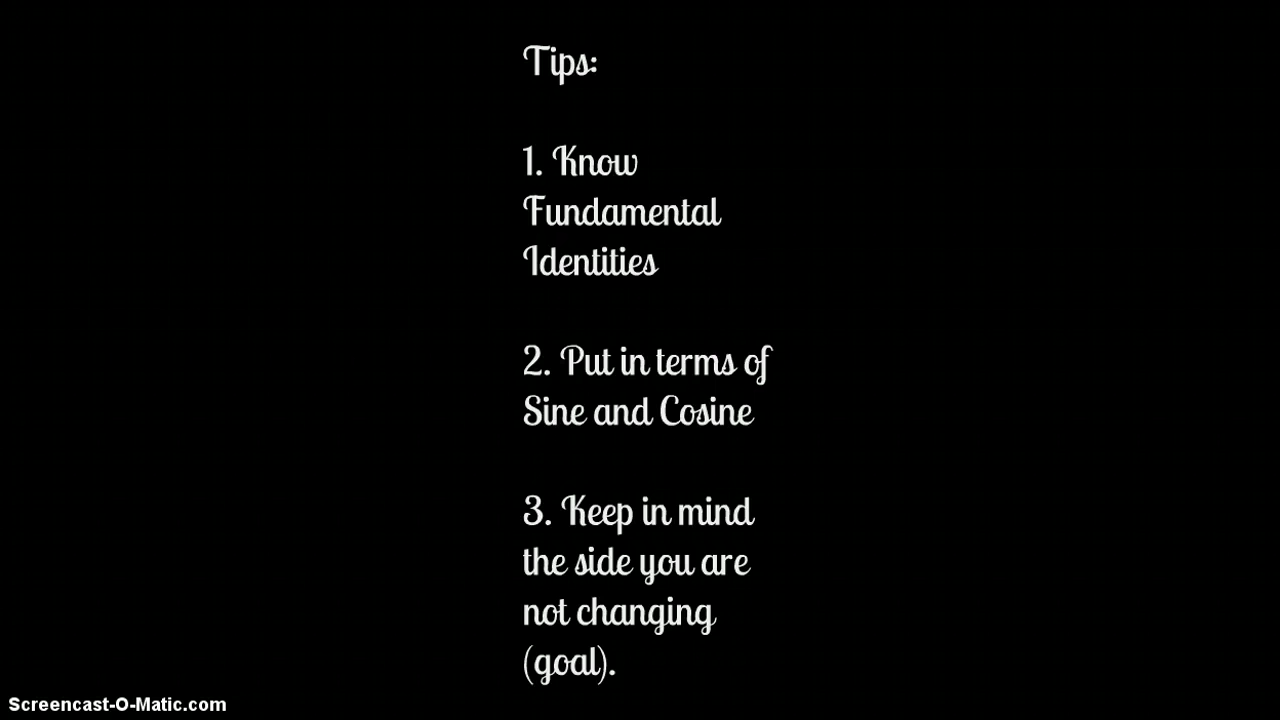 Tips:
1. Know
Fundamental
Identities
2. Put in terms of
Sine and Cosine
3. Keep in mind
the side you are
not changing
(goal).
Screencast-O-Matic.com